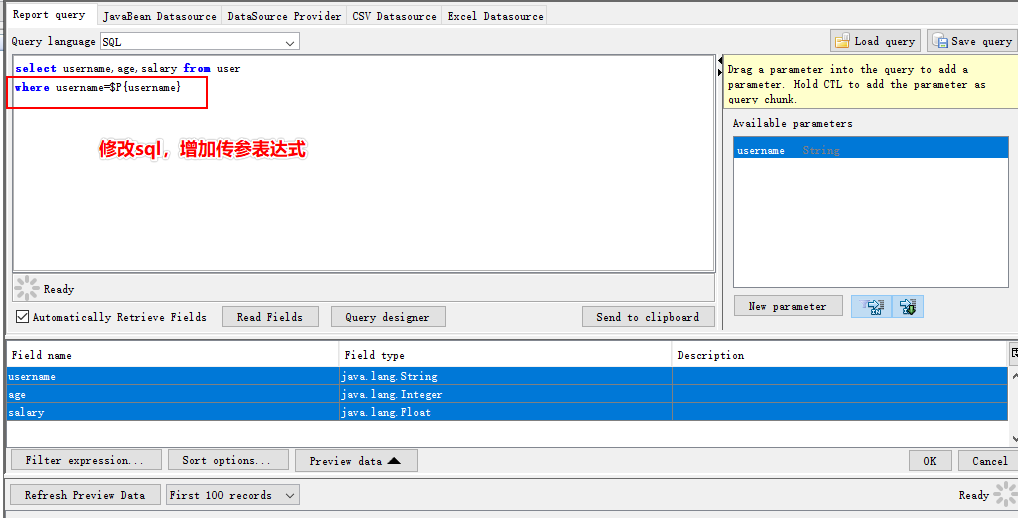 Report query
JavaBean Datasource
DataSource Provider
CSV Datasource
Excel Datasource
Query language
SQL
Load query
Save query
select username,age,salary from user
where username=$P{username}
修改sql，增加传参表达式
Drag a parameter into the query to add a
parameter. Hold CTL to add the parameter as
query chunk.
Available parameters
username String
Ready
New parameter
Automatically Retrieve Fields
Read Fields
Query designer
Send to clipboard
Field name
Field type
Description
username
java.lang.String
age
java.lang.Integer
salary
java.lang.Float
Filter expression...
Sort options...
Preview data
OK
Cancel
Refresh Preview Data
First 100 records
Ready